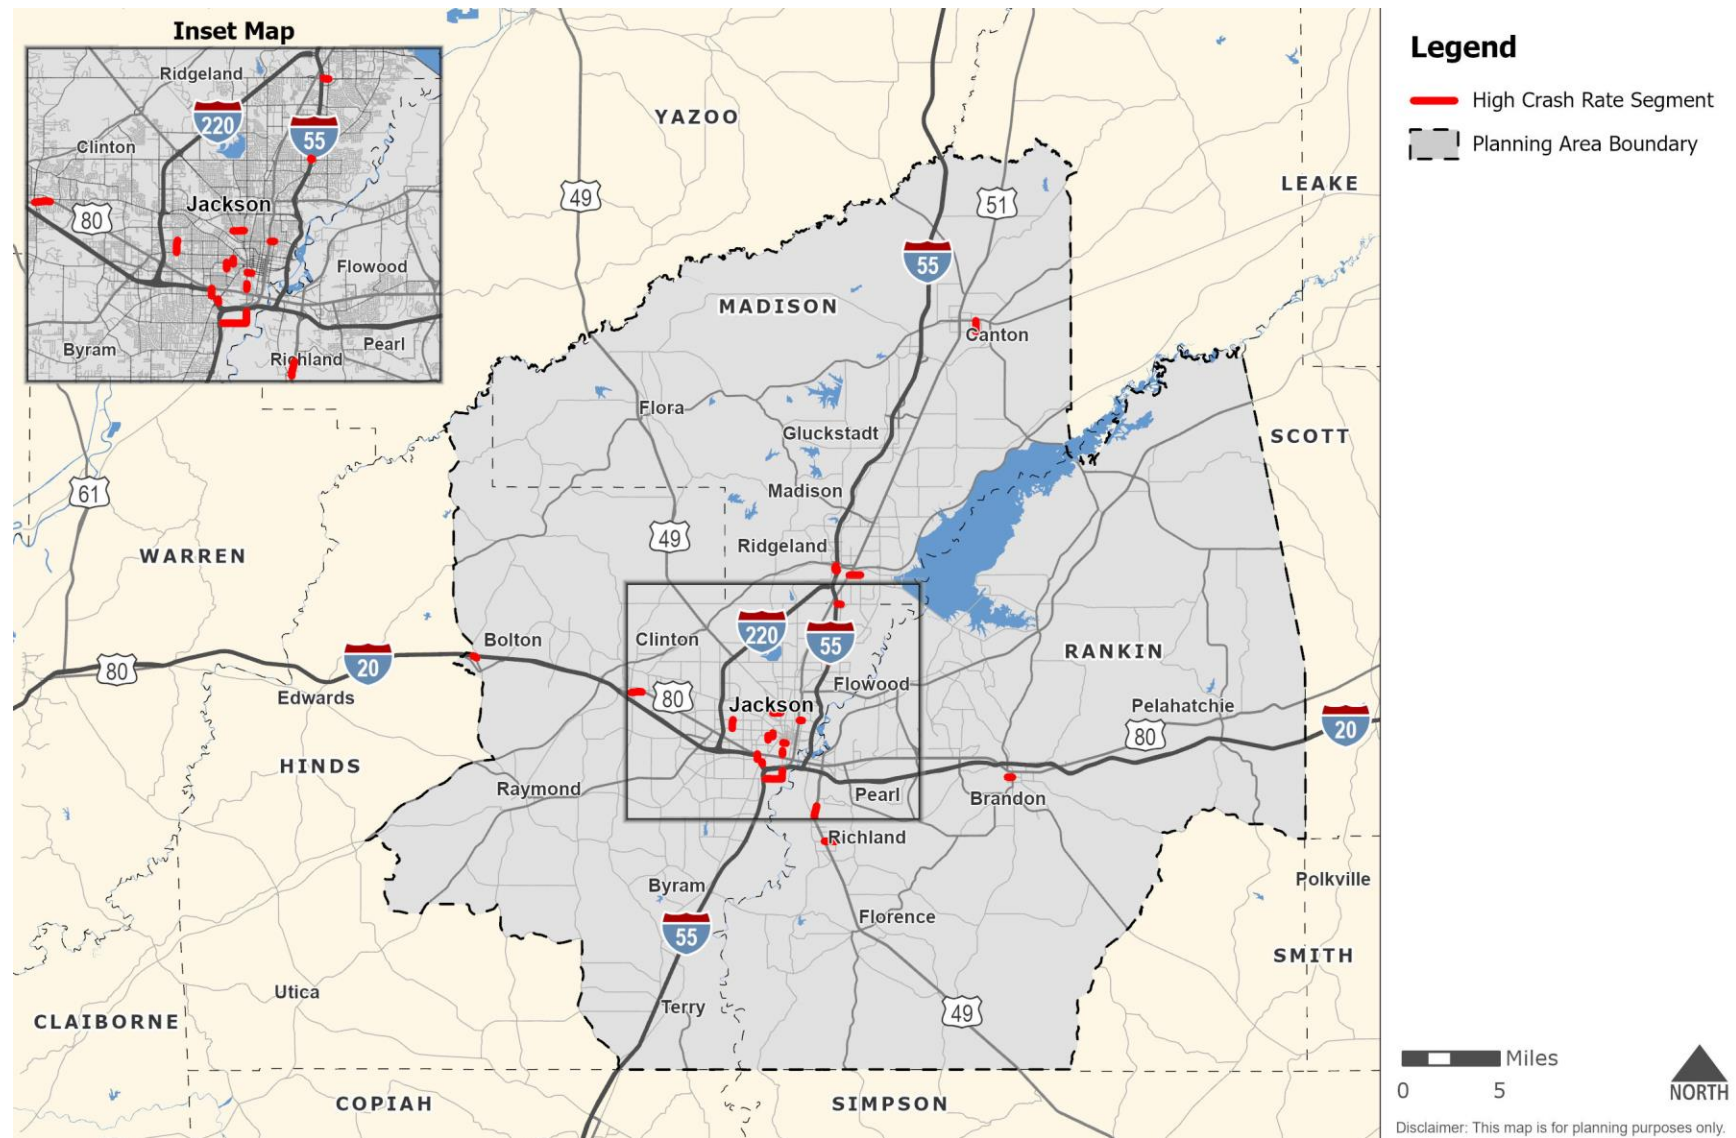 Inset Map
Ridgeland
220
55
Clinton
Jackson
80
Flowood
Byram
Pearl
Richland
YAZOO
49
51
LEAKE
55
MADISON
Canton
Flora
Gluckstadt
SCOTT
61
Madison
49
Ridgeland
WARREN
Bolton
Clinton
220
55
RANKIN
80
20
Edwards
80
Flowood
Jackson
Pelahatchie
80
20
HINDS
Raymond
Pearl
Brandon
Richland
Byram
Polkville
55
Florence
SMITH
Utica
Terry
49
CLAIBORNE
COPIAH
SIMPSON
Legend
High Crash Rate Segment
Planning Area Boundary
Miles
0 5
NORTH
Disclaimer: This map is for planning purposes only.